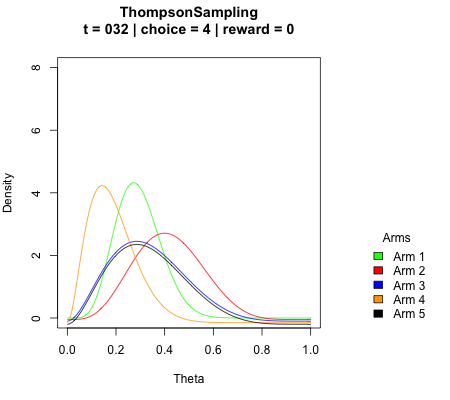 ThompsonSampling
t = 032 | choice = 4 | reward = 0
8
6
4
2
0
Density
0.0 0.2 0.4 0.6 0.8 1.0
Theta
Arms
Arm 1
Arm 2
Arm 3
Arm 4
Arm 5